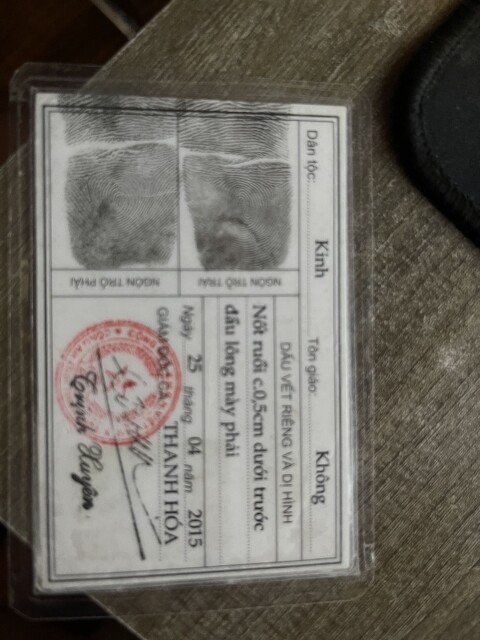 Dân tộc: Kinh Tôn giáo: Không
NGÓN TRỎ TRÁI
NGÓN TRỎ PHẢI
DẤU VẾT RIÊNG VÀ DỊ HÌNH
Nốt ruồi c.0,5cm dưới trước
đầu lông mày phải
Ngày 25 tháng 04 năm 2015
GIÁM ĐỐC CA THANH HÓA
Trịnh Xuyên